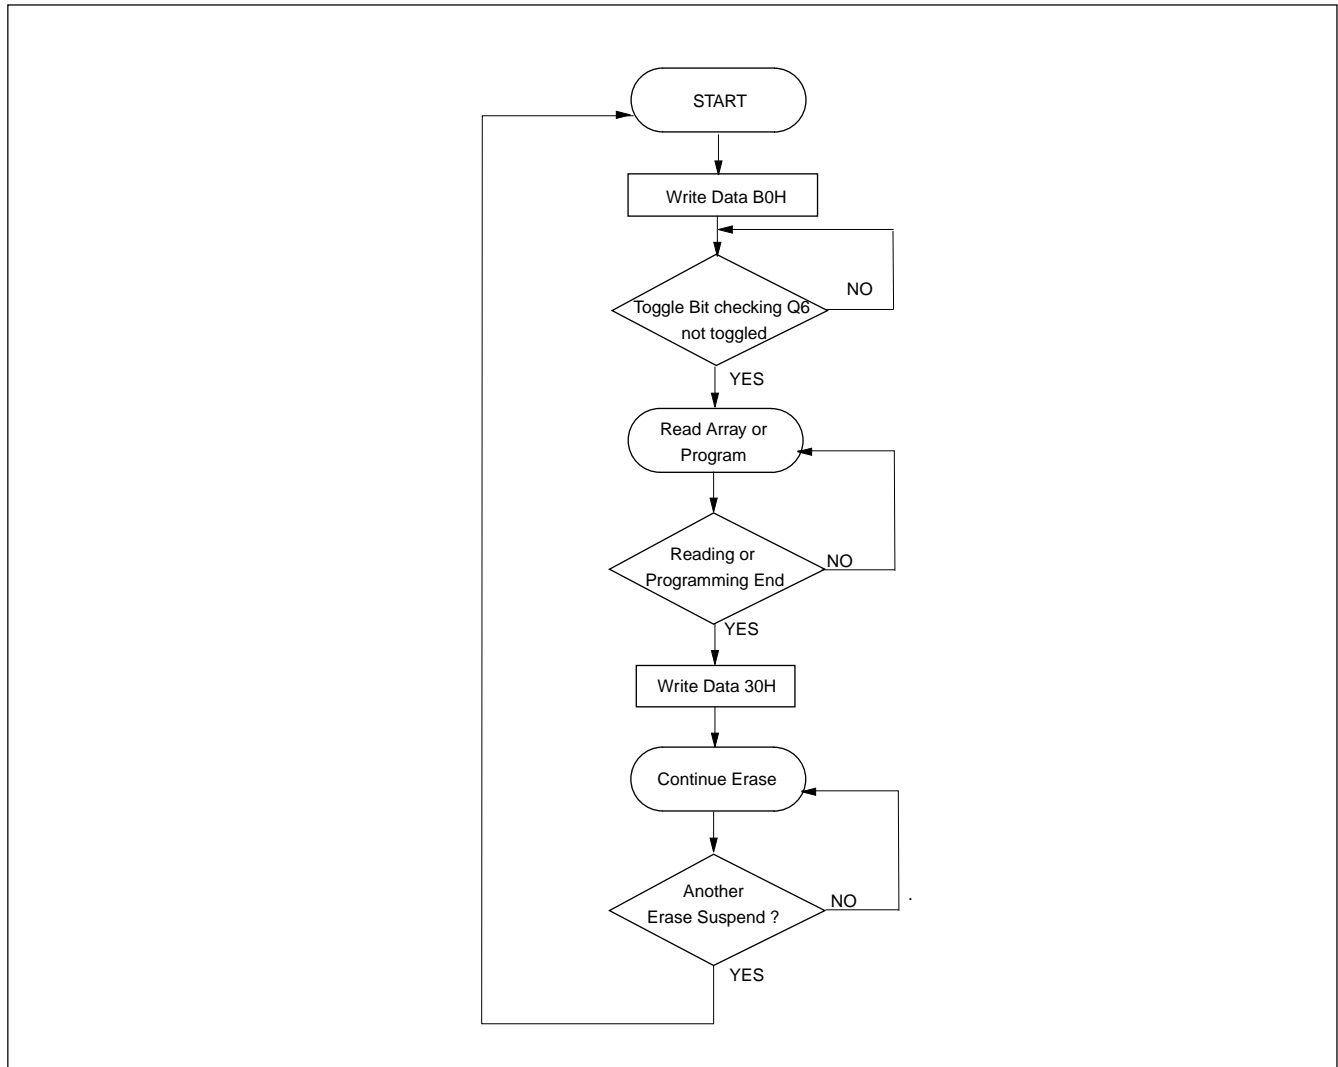 START
Write Data B0H
NO
Toggle Bit checking Q6
not toggled
YES
Read Array or
Program
Reading or
NO
Programming End
YES
Write Data 30H
Continue Erase
Another
NO
Erase Suspend ?
YES